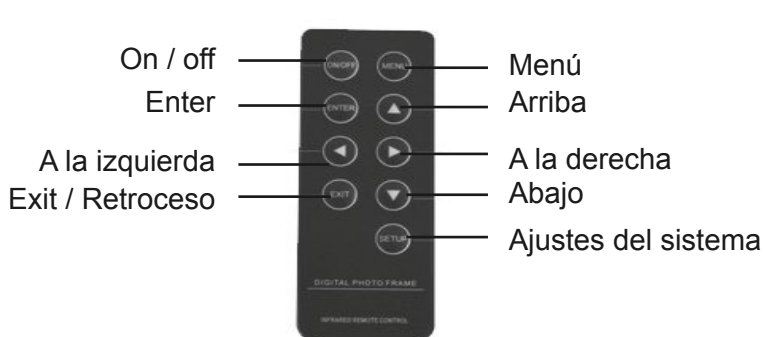 On / off
Enter
A la izquierda
Exit / Retroceso
ON/OFF
MENU
ENTER
EXIT
SETUP
DIGITAL PHOTO FRAME
INFRARED REMOTE CONTROL
Menú
Arriba
A la derecha
Abajo
Ajustes del sistema